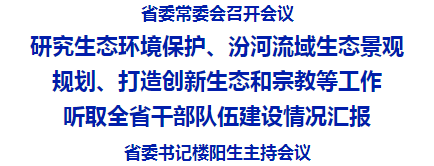 省委常委会召开会议
研究生态环境保护、汾河流域生态景观
规划、打造创新生态和宗教等工作
听取全省干部队伍建设情况汇报
省委书记楼阳生主持会议